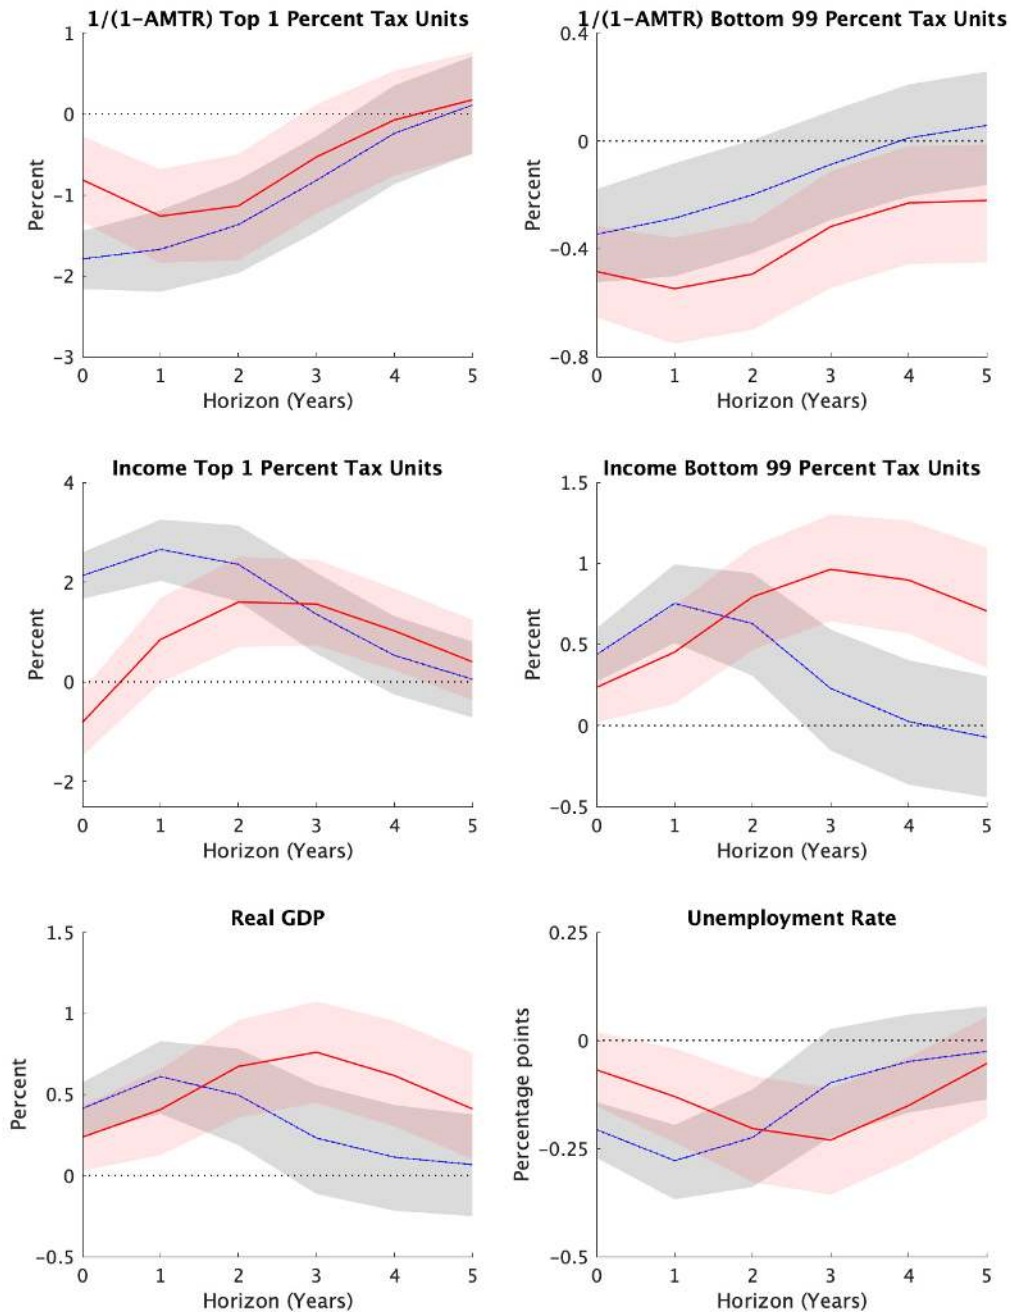 1/(1-AMTR) Top 1 Percent Tax Units
1
0
-1
-2
-3
Percent
0 1 2 3 4 5
Horizon (Years)
1/(1-AMTR) Bottom 99 Percent Tax Units
0.4
0
-0.4
-0.8
Percent
0 1 2 3 4 5
Horizon (Years)
Income Top 1 Percent Tax Units
4
2
0
-2
Percent
0 1 2 3 4 5
Horizon (Years)
Income Bottom 99 Percent Tax Units
1.5
1
0.5
0
-0.5
Percent
0 1 2 3 4 5
Horizon (Years)
Real GDP
1.5
1
0.5
0
-0.5
Percent
0 1 2 3 4 5
Horizon (Years)
Unemployment Rate
0.25
0
-0.25
-0.5
Percentage points
0 1 2 3 4 5
Horizon (Years)